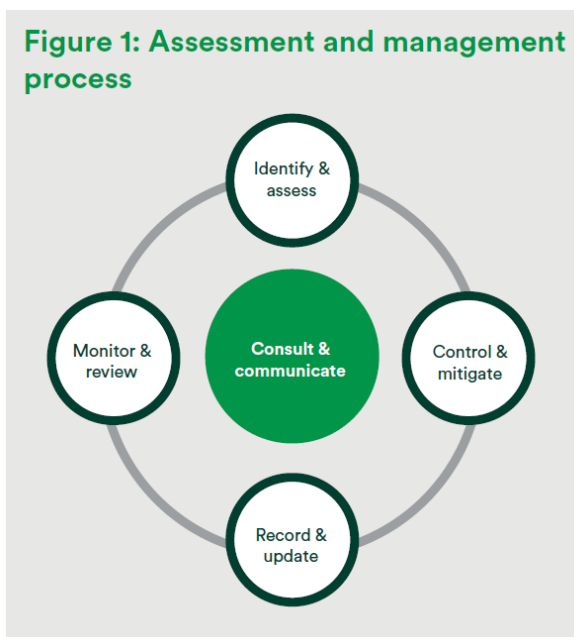 Figure 1: Assessment and management
process
Identify &
assess
Monitor &
review
Consult &
communicate
Control &
mitigate
Record &
update